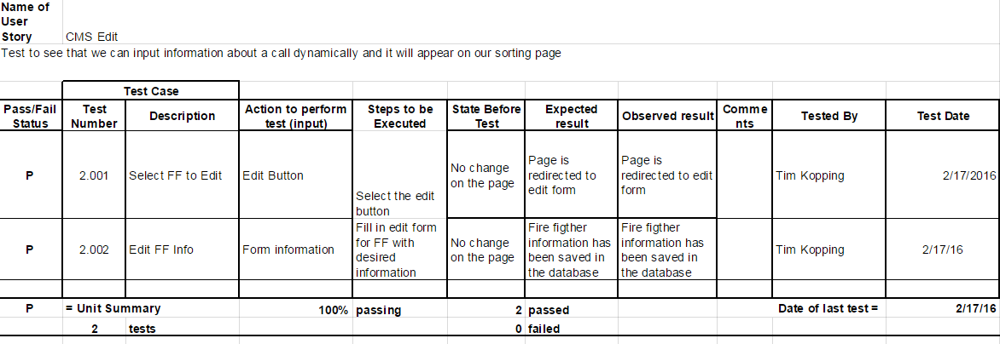 Name of
User
Story CMS Edit
Test to see that we can input information about a call dynamically and it will appear on our sorting page
Test Case
Pass/Fail Status Test Number Description Action to perform test (input) Steps to be Executed State Before Test Expected result Observed result Comme nts Tested By Test Date
P 2.001 Select FF to Edit Edit Button Select the edit button No change on the page Page is redirected to edit form Page is redirected to edit form Tim Kopping 2/17/2016
P 2.002 Edit FF Info Form information Fill in edit form for FF with desired information No change on the page Fire figther information has been saved in the database Fire figther information has been saved in the database Tim Kopping 2/17/16
P = Unit Summary 100% passing 2 passed Date of last test = 2/17/16
2 tests 0 failed